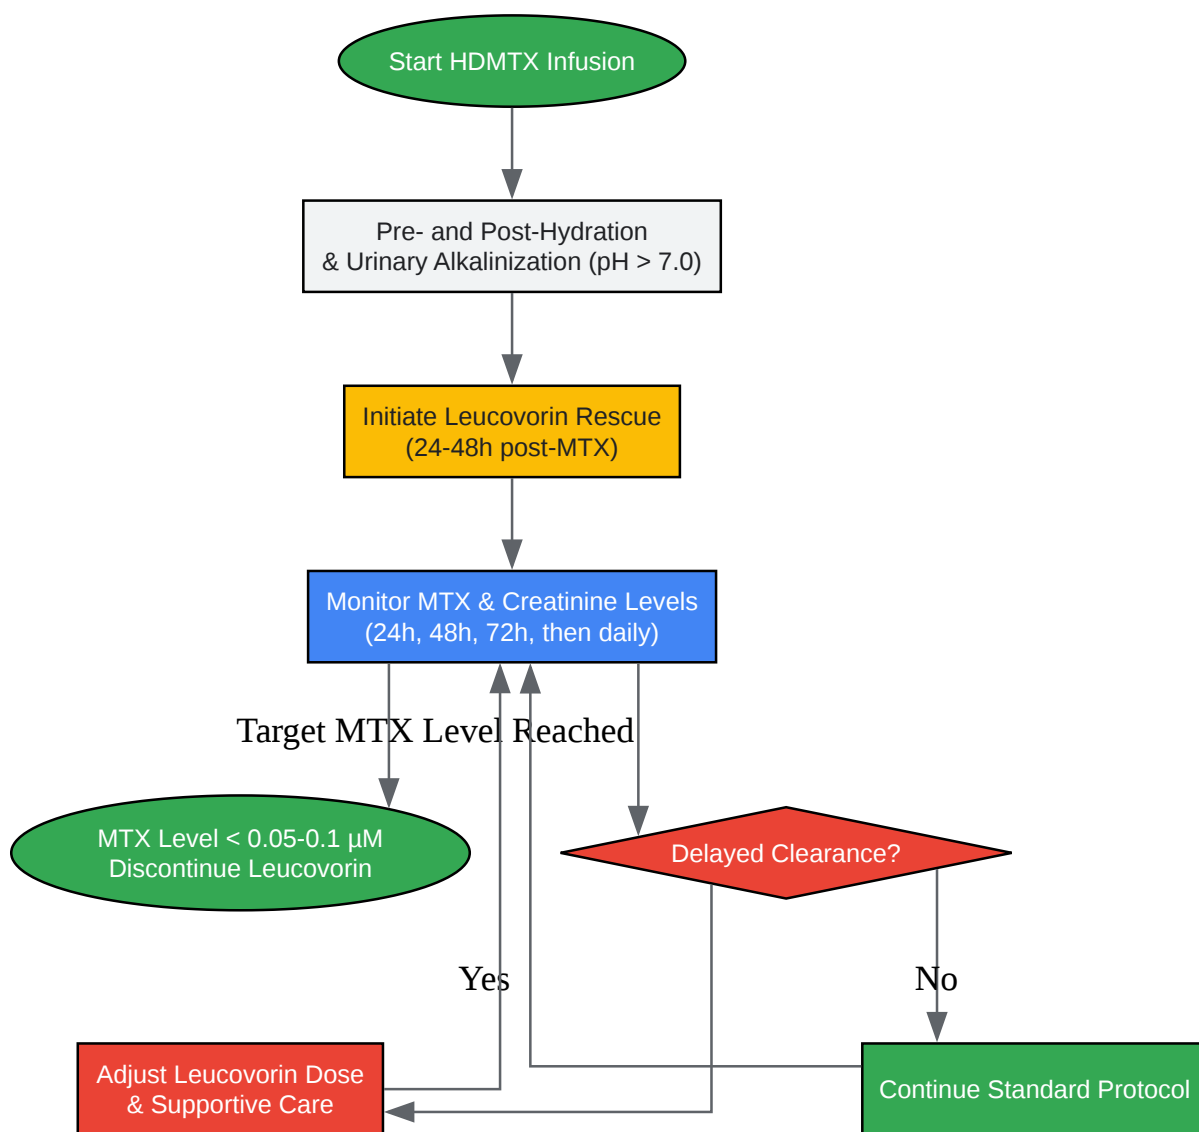 Start HDMTX Infusion
Pre- and Post-Hydration
& Urinary Alkalinization (pH > 7.0)
Initiate Leucovorin Rescue
(24-48h post-MTX)
Monitor MTX & Creatinine Levels
(24h, 48h, 72h, then daily)
Target MTX Level Reached
MTX Level < 0.05-0.1 µM
Discontinue Leucovorin
Delayed Clearance?
Yes
No
Adjust Leucovorin Dose
& Supportive Care
Continue Standard Protocol